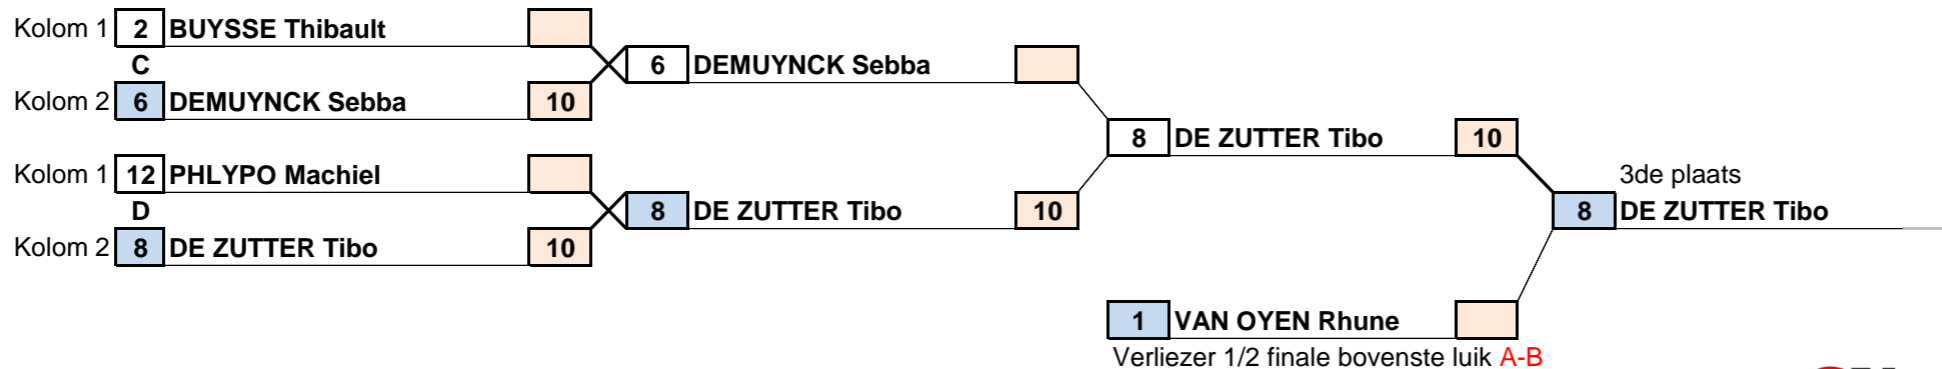 Kolom 1 2 BUYSSE Thibault
C
Kolom 2 6 DEMUYNCK Sebba 10
6 DEMUYNCK Sebba
Kolom 1 12 PHLYPO Machiel
D
Kolom 2 8 DE ZUTTER Tibo 10
8 DE ZUTTER Tibo 10
8 DE ZUTTER Tibo 10
1 VAN OYEN Rhune
Verliezer 1/2 finale bovenste luik A-B
3de plaats
8 DE ZUTTER Tibo